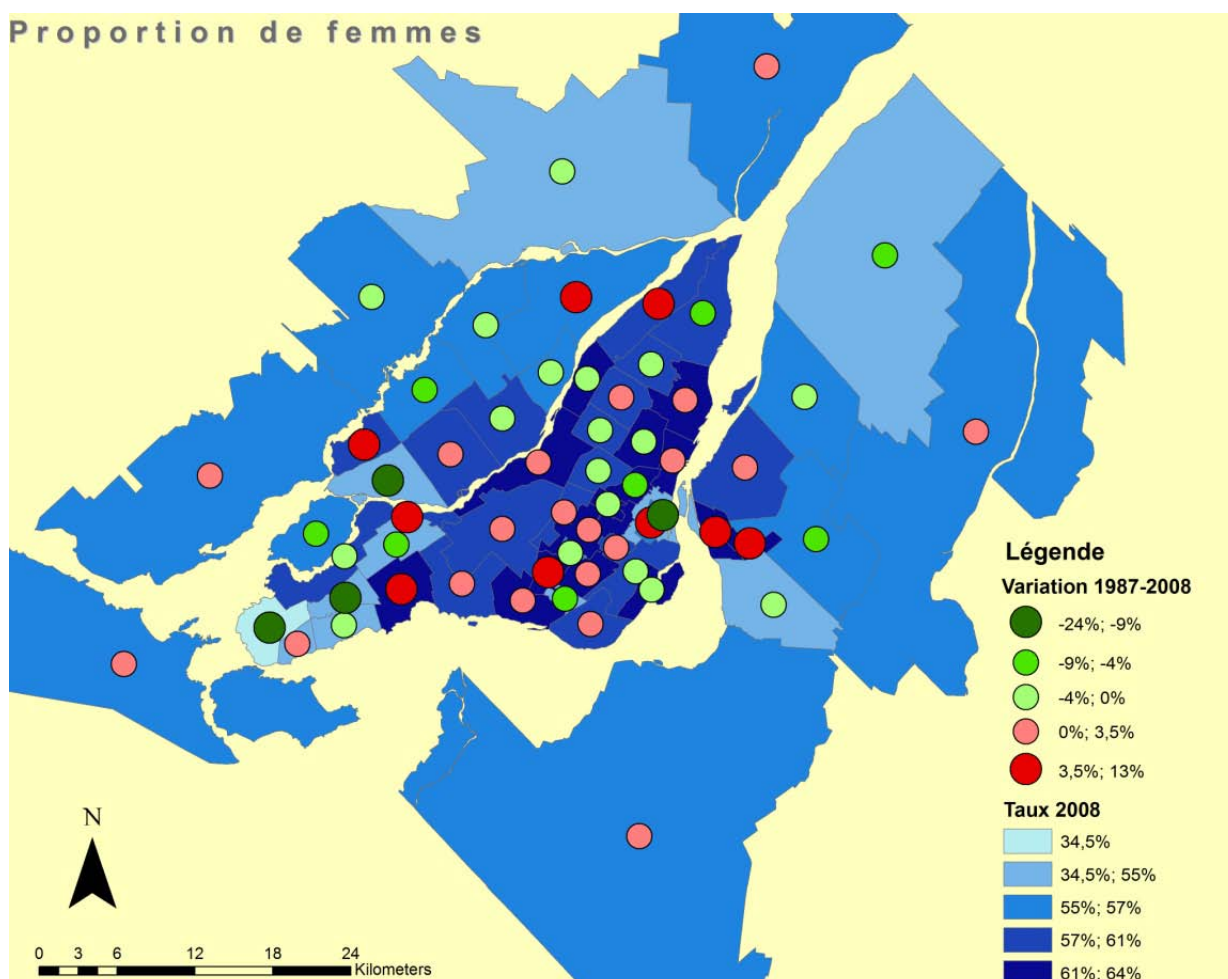 Proportion de femmes
Légende
Variation 1987-2008
-24%; -9%
-9%; -4%
-4%; 0%
0%; 3,5%
3,5%; 13%
Taux 2008
34,5%
34,5%; 55%
55%; 57%
57%; 61%
61%; 64%
N
0 3 6 12 18 24
Kilometers